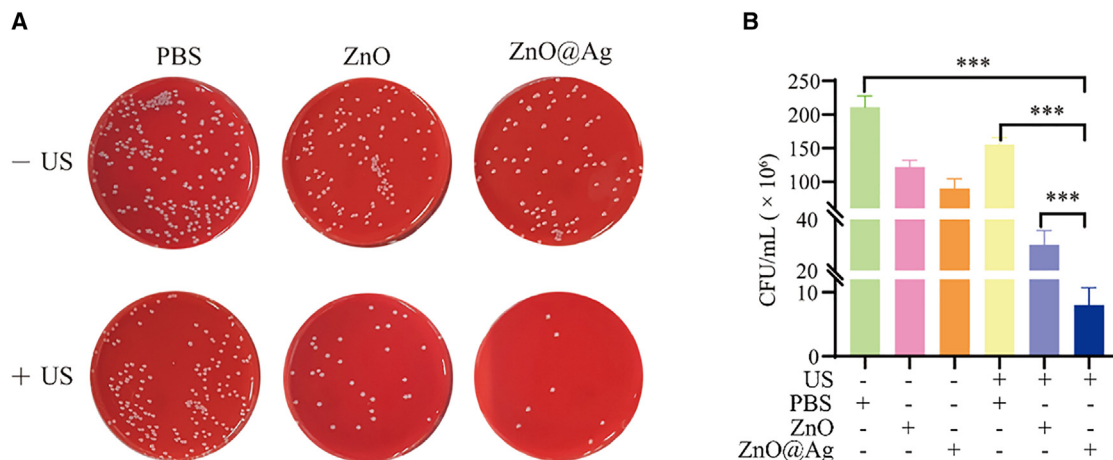 A
PBS ZnO ZnO@Ag
− US
+ US
B
***
***
***
CFU/mL ( × 10⁶)
250
200
150
100
40
20
10
0
US - - - + + +
PBS + - - + - -
ZnO - + - - + -
ZnO@Ag - - + - - +